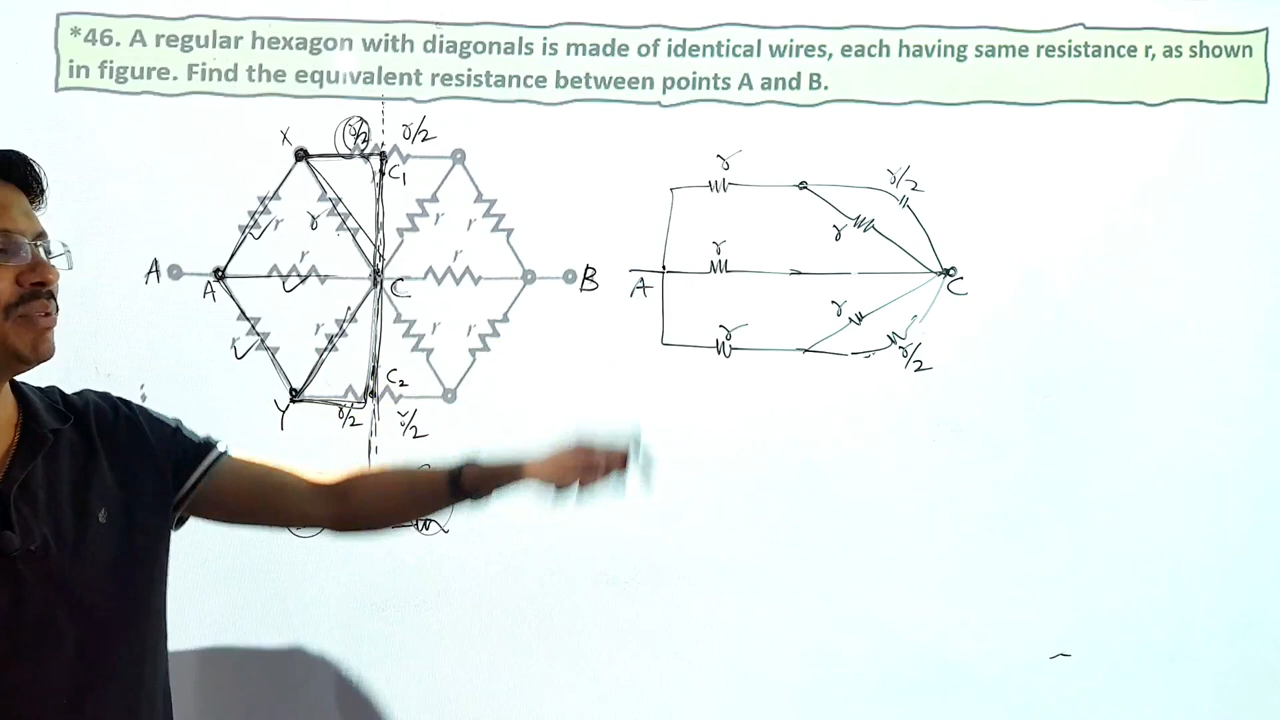 *46. A regular hexagon with diagonals is made of identical wires, each having same resistance r, as shown
in figure. Find the equivalent resistance between points A and B.
X
r/2
r/2
C1
r
r
r
r
r
r
r
A
A
C
B
r
r
r
r
Y
r/2
C2
r/2
r
r/2
r
r
A
C
r
r
r/2